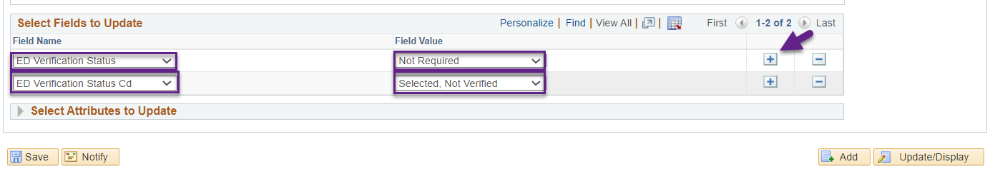 Select Fields to Update Personalize | Find | View All | First 1-2 of 2 Last
Field Name Field Value
ED Verification Status Not Required
ED Verification Status Cd Selected, Not Verified
Select Attributes to Update
Save Notify Add Update/Display